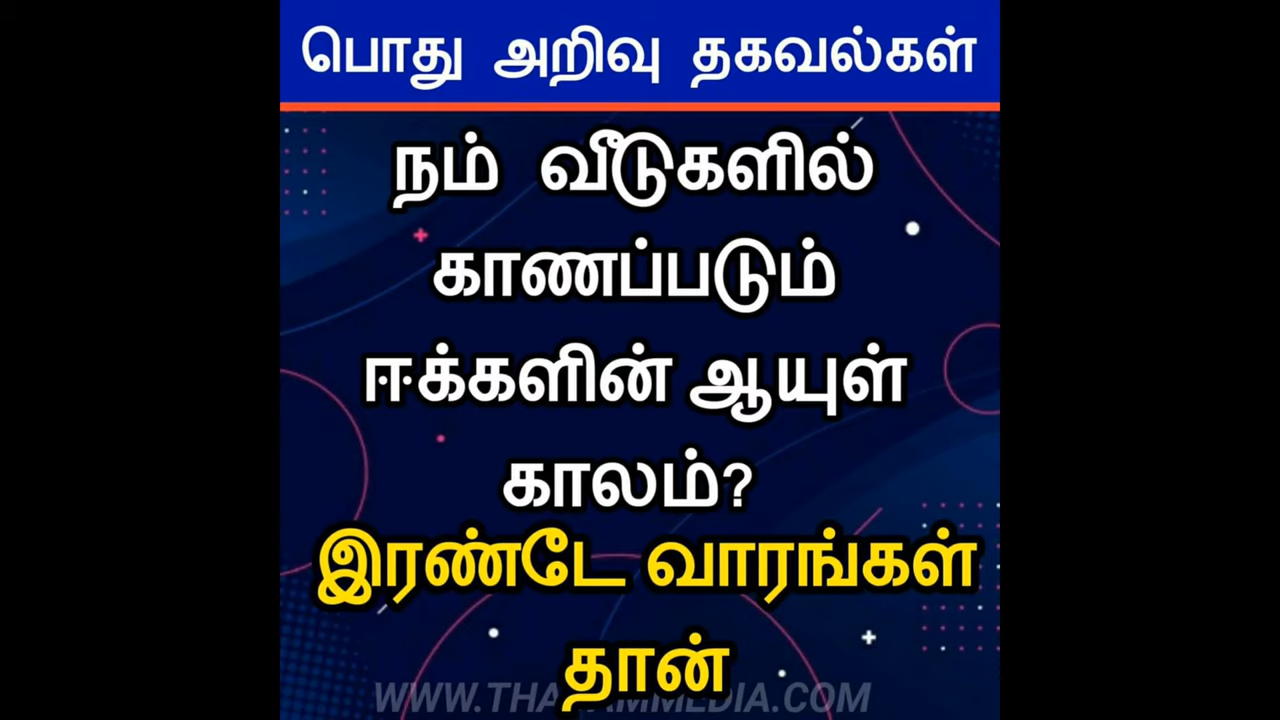 பொது அறிவு தகவல்கள்
நம் வீடுகளில்
காணப்படும்
ஈக்களின் ஆயுள்
காலம்?
இரண்டே வாரங்கள்
தான்